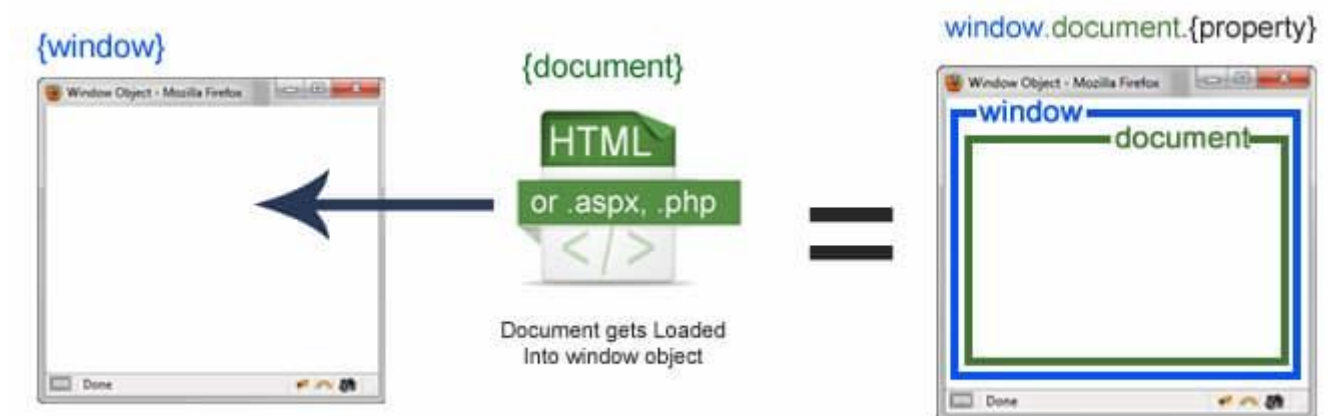 {window}
Window Object - Mozilla Firefox
Done
{document}
HTML
or .aspx, .php
</>
Document gets Loaded
Into window object
=
window.document.{property}
Window Object - Mozilla Firefox
window
document
Done